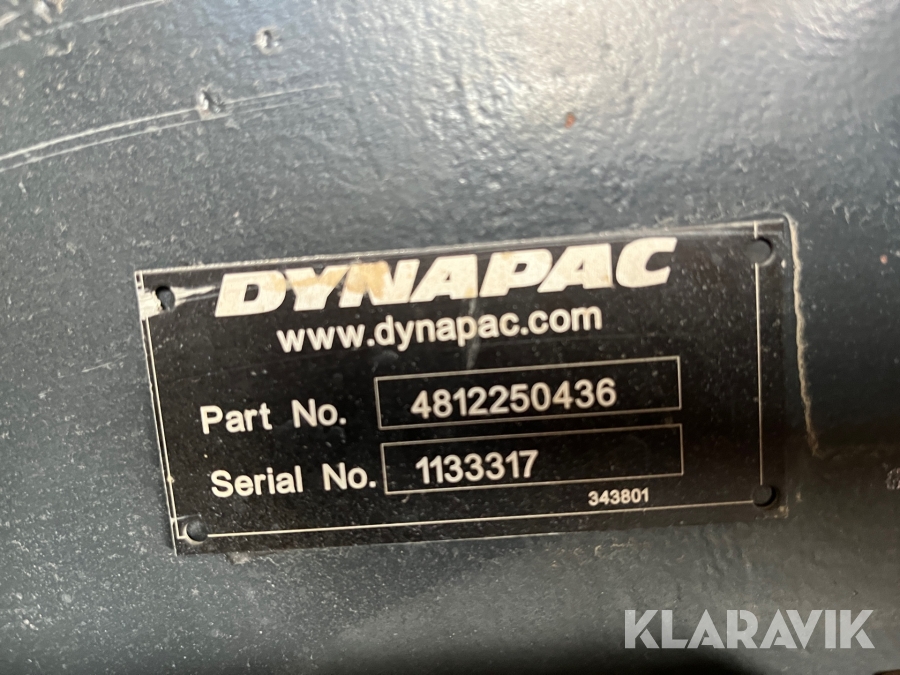 DYNAPAC
www.dynapac.com
Part No. 4812250436
Serial No. 1133317
343801
KLARAVIK